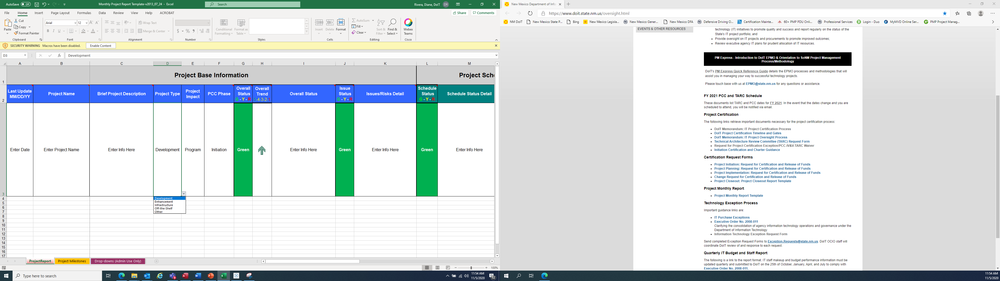 AutoSave Off
Monthly Project Report Template-v2013_07_24 - Excel
Search
Rivera, Diane, DoIT DR
File Home Insert Page Layout Formulas Data Review View Help ACROBAT
Share Comments
Paste
Cut
Copy
Format Painter
Clipboard
Arial 12
B I U
Font
Wrap Text
Merge & Center
Alignment
$ % 9
Number
Conditional Formatting
Format as Table
Styles
Insert Delete Format
Cells
AutoSum
Fill
Clear
Sort & Filter
Find & Select
Editing
Webex Teams
Cisco
SECURITY WARNING Macros have been disabled. Enable Content
D3 fx Development
A B C D E F G H I J K L M
1 Project Base Information Project Sche
2
Last Update MM/DD/YY
Project Name
Brief Project Description
Project Type
Project Impact
PCC Phase
Overall Status G - Y - R
Overall Trend -4-3-2-1
Overall Status
Issue Status G - Y - R
Issues/Risks Detail
Schedule Status G - Y - R
Schedule Status Detail
3
Enter Date Enter Project Name Enter Info Here Development Program Initiation Green Enter Info Here Green Enter Info Here Green Enter Info Here
Development
Enhancement
Infrastructure
Off-the-Shelf
Other
4
5
6
7
8
9
10
11
12
13
14
15
16
17
ProjectReport Project Milestones Drop-downs (Admin Use Only)
100%
Type here to search
11:54 AM
11/5/2020
32
New Mexico Department of Info
https://www.doit.state.nm.us/oversight.html
NM DoIT New Mexico State P... Bing New Mexico Legisla... New Mexico Gener... New Mexico DFA Defensive Driving O... Certification Mainte... 60+ PMP PDU Onli... Professional Services Login - Duo MyMVD Online Ser... PMP Project Manag...
EVENTS & OTHER RESOURCES
technology (IT) initiatives to promote quality and success and report regularly on the status of the
State's IT project portfolio; and
• Provide oversight on IT projects and procurements to promote improved outcomes;
• Review executive agency IT plans for prudent allocation of IT resources.
PM Express - Introduction to DoIT EPMO & Orientation to SoNM Project Management
Process/Methodology
DoIT's PM Express Quick Reference Guide details the EPMO processes and methodologies that will
assist you in managing your way to successful technology projects.
Please touch base with us at EPMO@state.nm.us for any questions or assistance.
FY 2021 PCC and TARC Schedule
These documents list TARC and PCC dates for FY 2021. In the event that the dates change and you are
scheduled to attend, you will be notified via email.
Project Certification
The following links retrieve important documents necessary for the project certification process:
• DoIT Memorandum: IT Project Certification Process
• DoIT Project Certification Timeline and Gates
• DoIT Memorandum: IT Project Oversight Process
• Technical Architecture Review Committee (TARC) Request Form
• Request for Project Certification Exception/PCC-IV&V-TARC Waiver
• Initiation Certification and Charter Guidance
Certification Request Forms
• Project Initiation: Request for Certification and Release of Funds
• Project Planning: Request for Certification and Release of Funds
• Project Implementation: Request for Certification and Release of Funds
• Change Request for Certification and Release of Funds
• Project Closeout: Project Closeout Report Template
Project Monthly Report
• Project Monthly Report Template
Technology Exception Process
Important guidance links are:
• IT Purchase Exceptions
• Executive Order No. 2008-011
Clarifying the consolidation of agency information technology operations and governance under the
Department of Information Technology
• Information Technology Exception Request Form
Send completed Exception Request Forms to Exception.Requests@state.nm.us. DoIT OCIO staff will
coordinate DoIT review of and response to each request.
Quarterly IT Budget and Staff Report
The following is a link to the report format. IT staff makeup and budget performance information must be
updated quarterly and submitted to DoIT on the 25th of October, January, April, and July to comply with
Executive Order No. 2008-011.
11:54 AM
11/5/2020